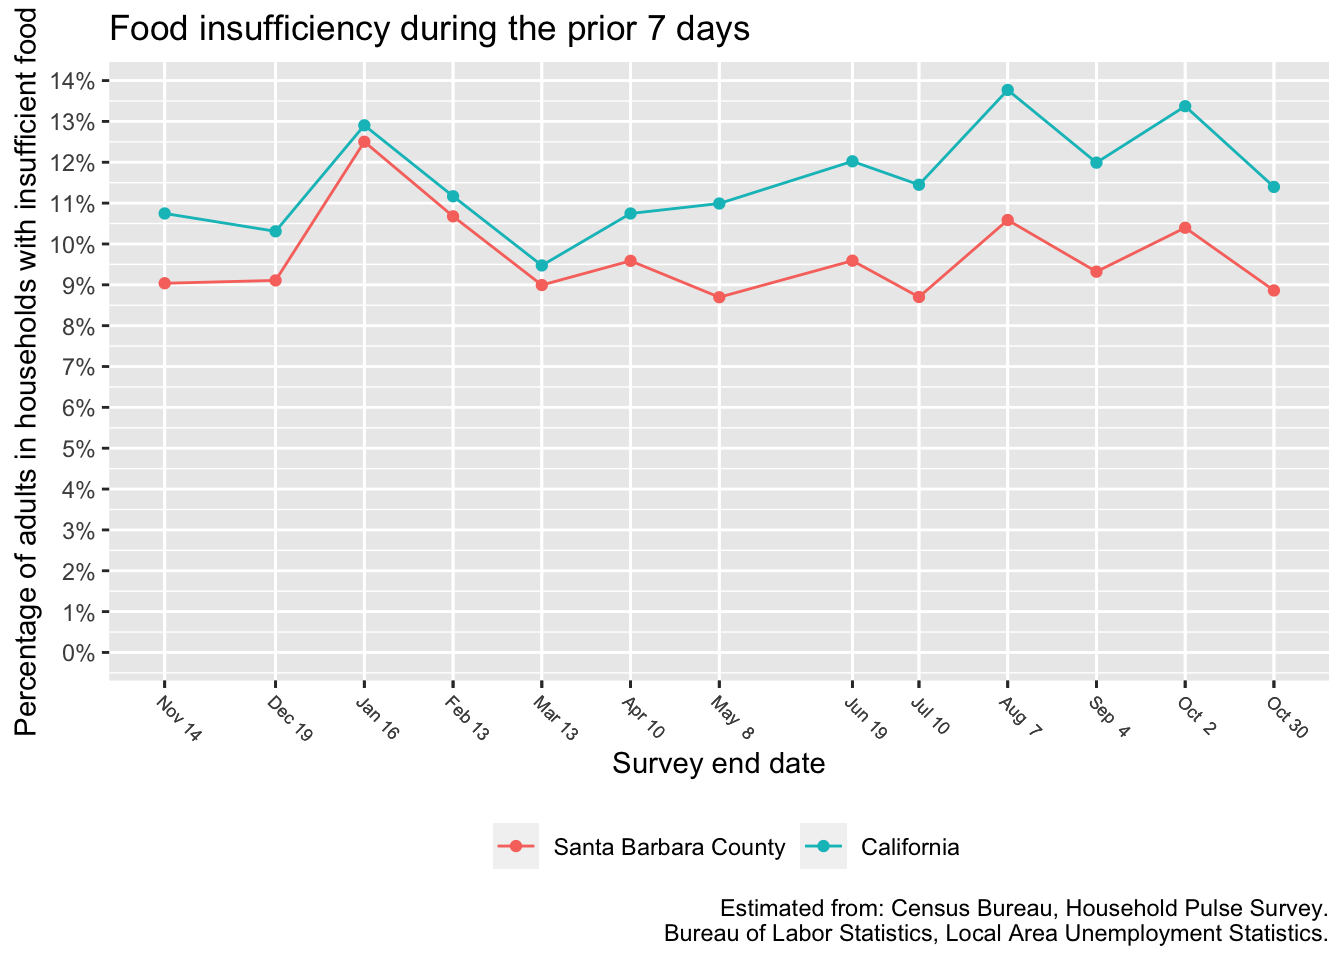 Food insufficiency during the prior 7 days
Percentage of adults in households with insufficient food
14%
13%
12%
11%
10%
9%
8%
7%
6%
5%
4%
3%
2%
1%
0%
Nov 14
Dec 19
Jan 16
Feb 13
Mar 13
Apr 10
May 8
Jun 19
Jul 10
Aug 7
Sep 4
Oct 2
Oct 30
Survey end date
Santa Barbara County
California
Estimated from: Census Bureau, Household Pulse Survey.
Bureau of Labor Statistics, Local Area Unemployment Statistics.